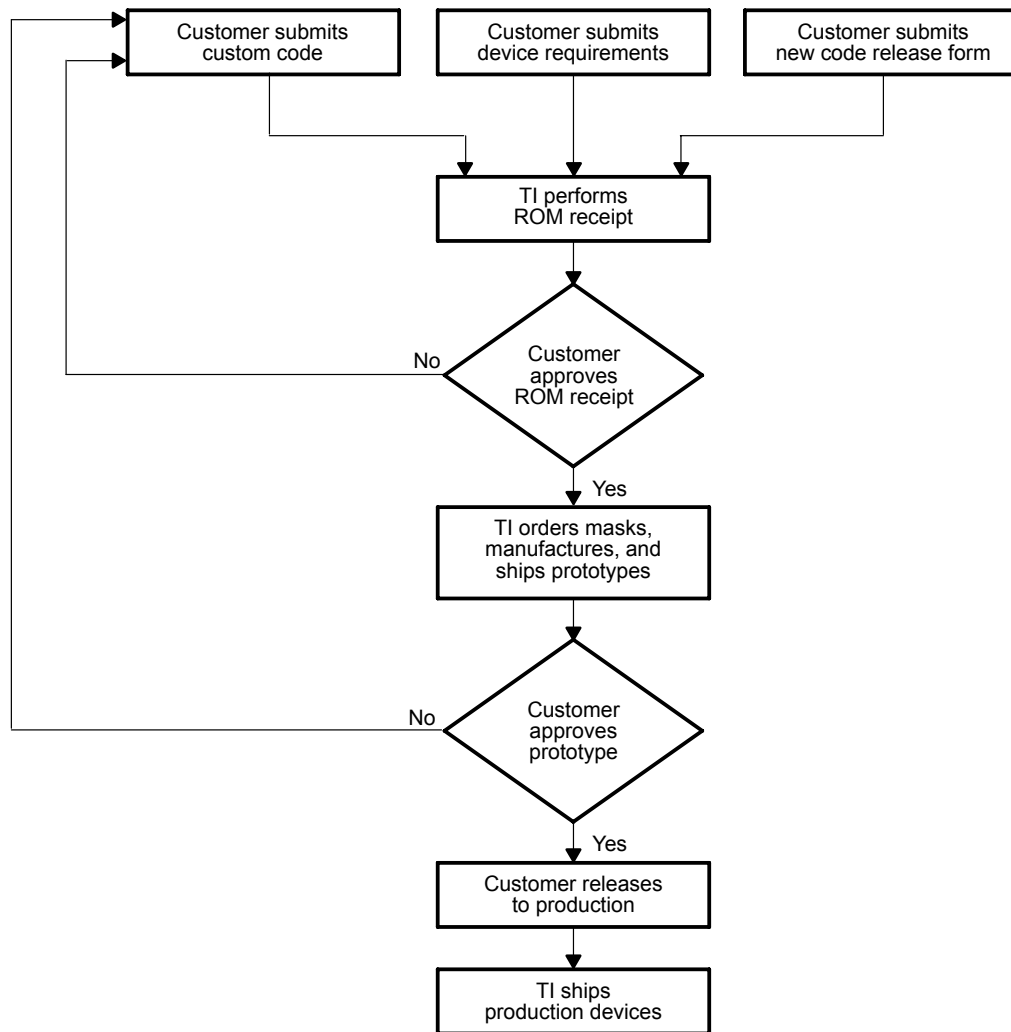 Customer submits
custom code
Customer submits
device requirements
Customer submits
new code release form
TI performs
ROM receipt
No
Customer
approves
ROM receipt
Yes
TI orders masks,
manufactures, and
ships prototypes
No
Customer
approves
prototype
Yes
Customer releases
to production
TI ships
production devices